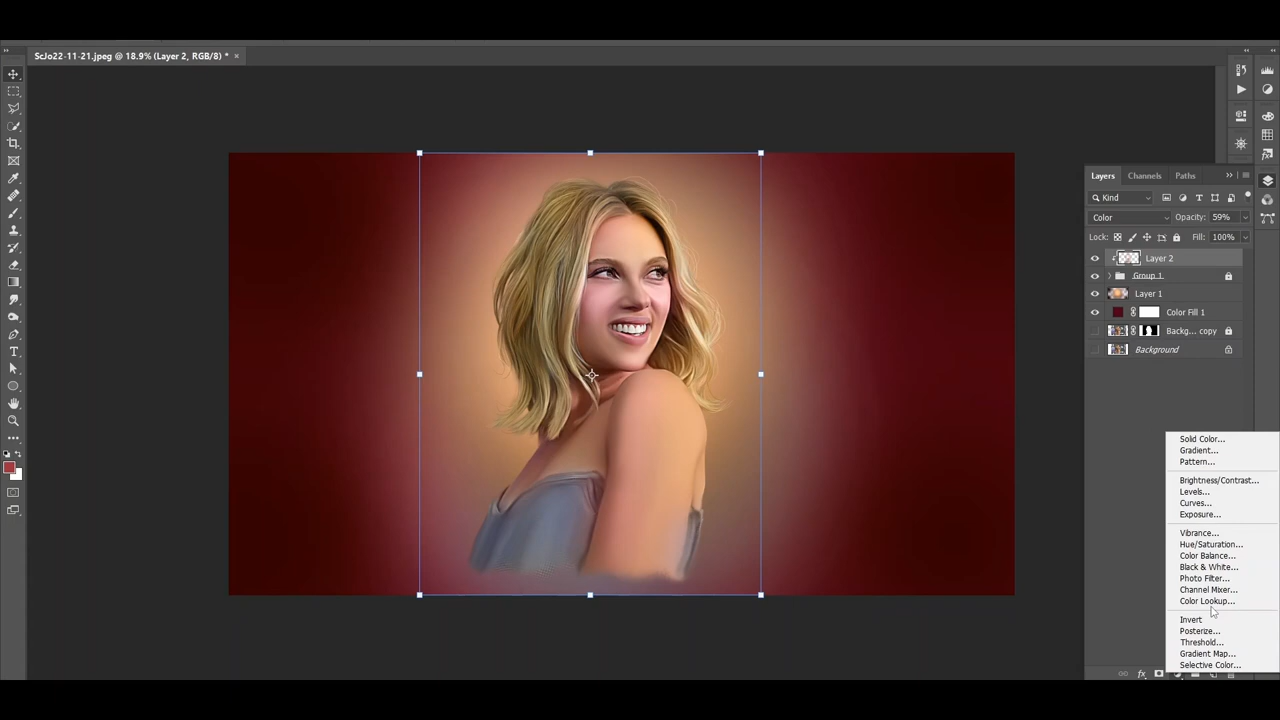 ScJo22-11-21.jpeg @ 18.9% (Layer 2, RGB/8) * ×
Layers Channels Paths
Kind
Color Opacity: 59%
Lock: Fill: 100%
Layer 2
Group 1
Layer 1
Color Fill 1
Backg... copy
Background
Solid Color...
Gradient...
Pattern...
Brightness/Contrast...
Levels...
Curves...
Exposure...
Vibrance...
Hue/Saturation...
Color Balance...
Black & White...
Photo Filter...
Channel Mixer...
Color Lookup...
Invert
Posterize...
Threshold...
Gradient Map...
Selective Color...
fx